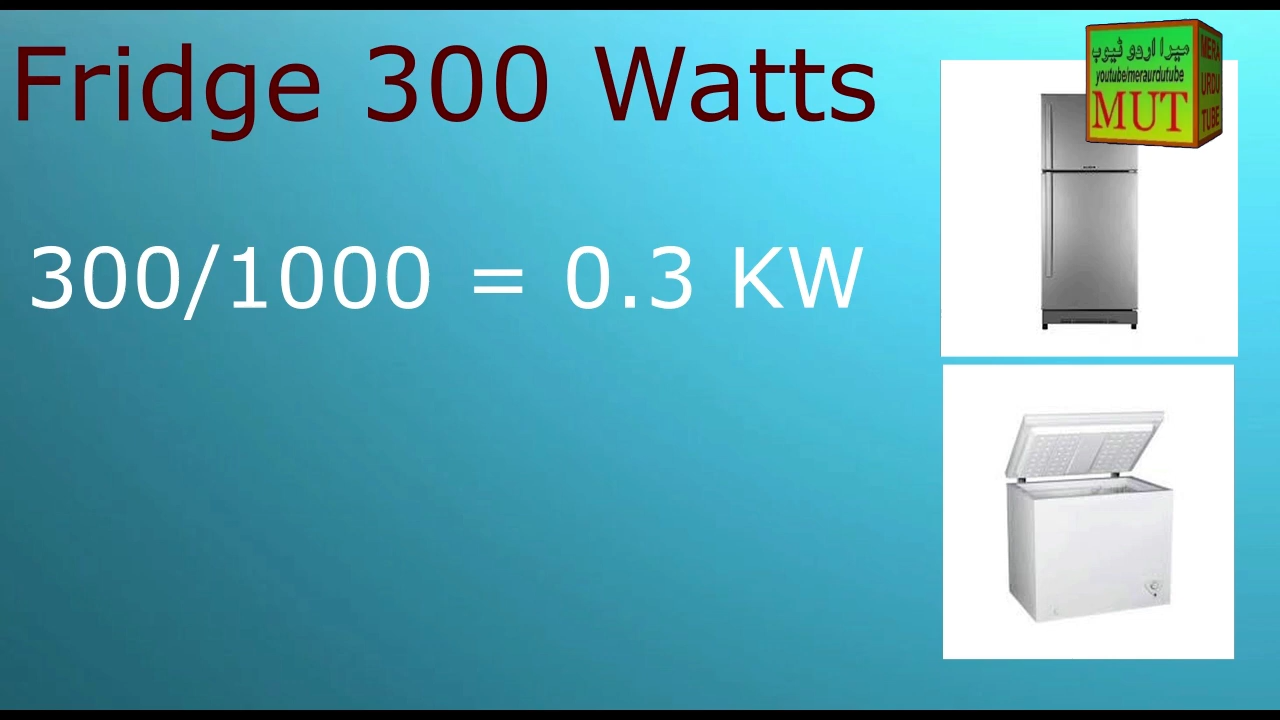 Fridge 300 Watts
300/1000 = 0.3 KW
میرا اردو ٹیوب
youtube/meraurdutube
MUT
MERA
URDU
TUBE